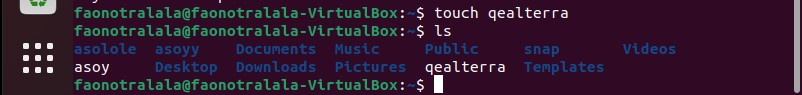 faonotralala@faonotralala-VirtualBox:~$ touch qealterra
faonotralala@faonotralala-VirtualBox:~$ ls
asolole asoyy Documents Music Public snap Videos
asoy Desktop Downloads Pictures qealterra Templates
faonotralala@faonotralala-VirtualBox:~$